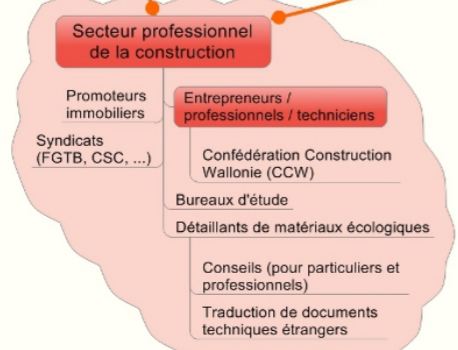 Secteur professionnel
de la construction
Promoteurs
immobiliers
Entrepreneurs /
professionnels / techniciens
Syndicats
(FGTB, CSC, ...)
Confédération Construction
Wallonie (CCW)
Bureaux d'étude
Détaillants de matériaux écologiques
Conseils (pour particuliers et
professionnels)
Traduction de documents
techniques étrangers